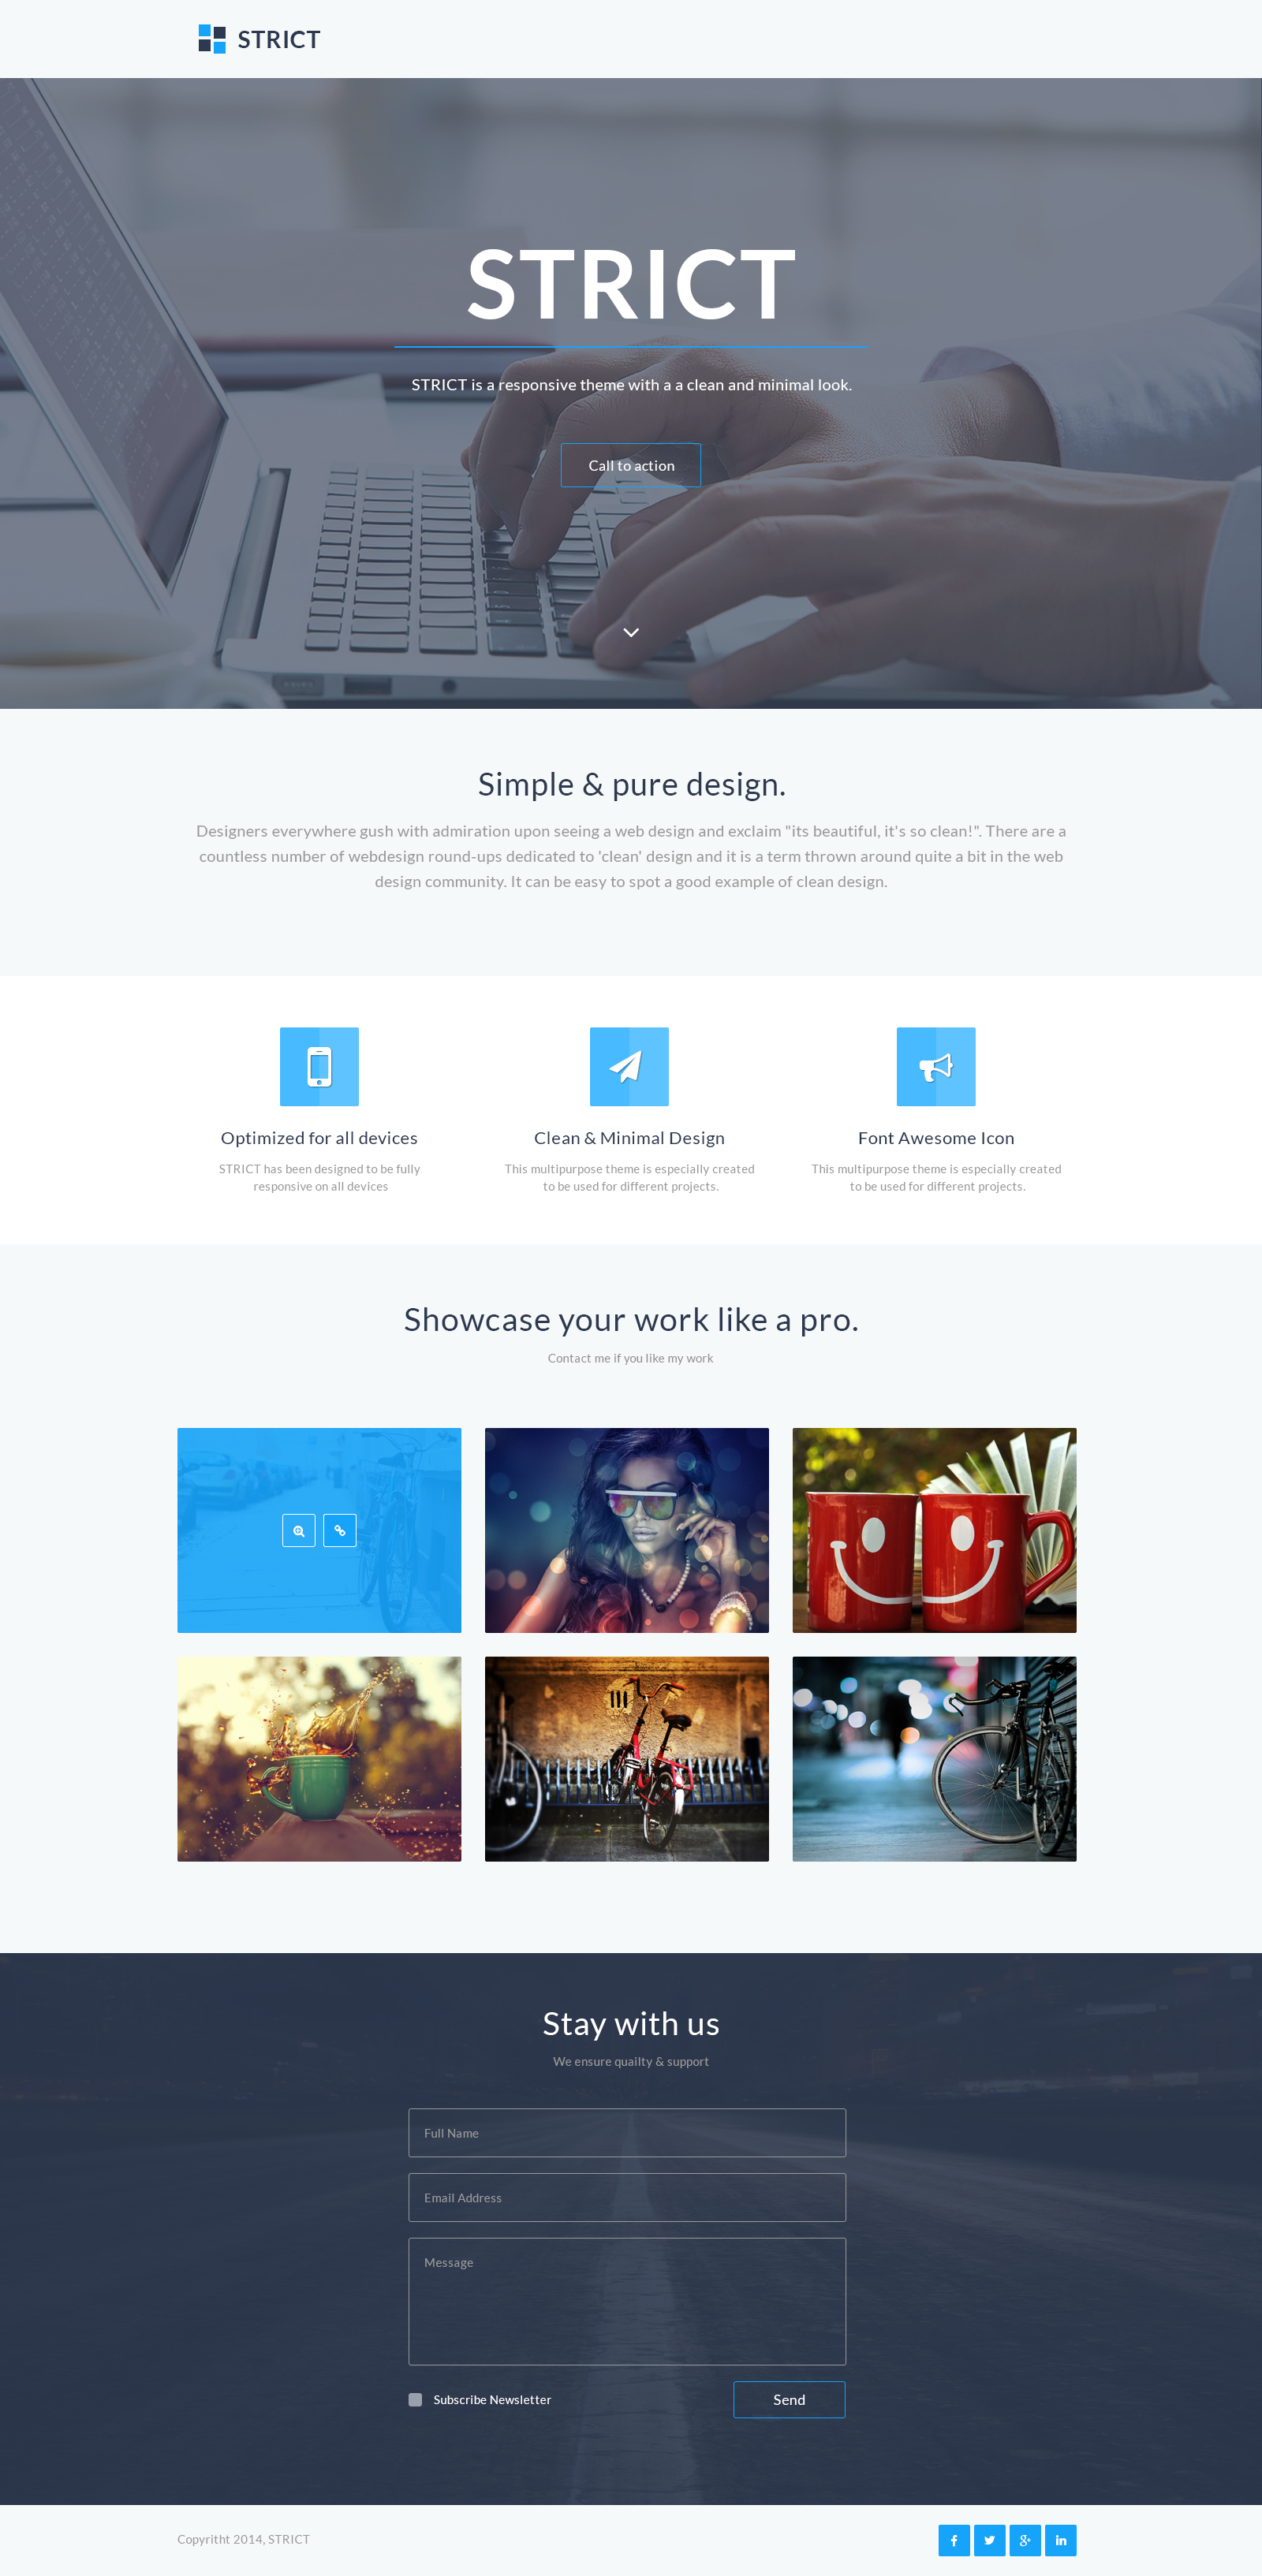 STRICT
STRICT
STRICT is a responsive theme with a a clean and minimal look.
Call to action
Simple & pure design.
Designers everywhere gush with admiration upon seeing a web design and exclaim "its beautiful, it's so clean!". There are a
countless number of webdesign round-ups dedicated to 'clean' design and it is a term thrown around quite a bit in the web
design community. It can be easy to spot a good example of clean design.
Optimized for all devices
STRICT has been designed to be fully
responsive on all devices
Clean & Minimal Design
This multipurpose theme is especially created
to be used for different projects.
Font Awesome Icon
This multipurpose theme is especially created
to be used for different projects.
Showcase your work like a pro.
Contact me if you like my work
Stay with us
We ensure quailty & support
Full Name
Email Address
Message
Subscribe Newsletter
Send
Copyritht 2014, STRICT